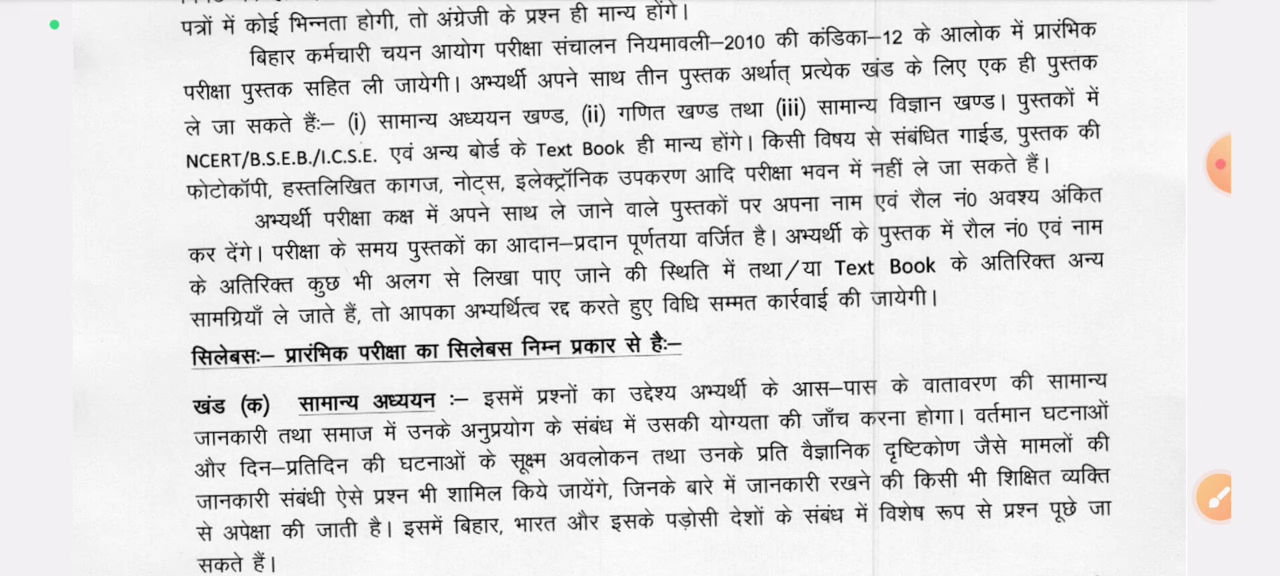 पत्रों में कोई भिन्नता होगी, तो अंग्रेजी के प्रश्न ही मान्य होंगे।
बिहार कर्मचारी चयन आयोग परीक्षा संचालन नियमावली–2010 की कंडिका–12 के आलोक में प्रारंभिक
परीक्षा पुस्तक सहित ली जायेगी। अभ्यर्थी अपने साथ तीन पुस्तक अर्थात् प्रत्येक खंड के लिए एक ही पुस्तक
ले जा सकते हैंः– (i) सामान्य अध्ययन खण्ड, (ii) गणित खण्ड तथा (iii) सामान्य विज्ञान खण्ड। पुस्तकों में
NCERT/B.S.E.B./I.C.S.E. एवं अन्य बोर्ड के Text Book ही मान्य होंगे। किसी विषय से संबंधित गाईड, पुस्तक की
फोटोकॉपी, हस्तलिखित कागज, नोट्स, इलेक्ट्रॉनिक उपकरण आदि परीक्षा भवन में नहीं ले जा सकते हैं।
अभ्यर्थी परीक्षा कक्ष में अपने साथ ले जाने वाले पुस्तकों पर अपना नाम एवं रौल नं0 अवश्य अंकित
कर देंगे। परीक्षा के समय पुस्तकों का आदान–प्रदान पूर्णतया वर्जित है। अभ्यर्थी के पुस्तक में रौल नं0 एवं नाम
के अतिरिक्त कुछ भी अलग से लिखा पाए जाने की स्थिति में तथा/या Text Book के अतिरिक्त अन्य
सामग्रियाँ ले जाते हैं, तो आपका अभ्यर्थित्व रद्द करते हुए विधि सम्मत कार्रवाई की जायेगी।
सिलेबसः– प्रारंभिक परीक्षा का सिलेबस निम्न प्रकार से हैः–
खंड (क) सामान्य अध्ययन :– इसमें प्रश्नों का उद्देश्य अभ्यर्थी के आस–पास के वातावरण की सामान्य
जानकारी तथा समाज में उनके अनुप्रयोग के संबंध में उसकी योग्यता की जाँच करना होगा। वर्तमान घटनाओं
और दिन–प्रतिदिन की घटनाओं के सूक्ष्म अवलोकन तथा उनके प्रति वैज्ञानिक दृष्टिकोण जैसे मामलों की
जानकारी संबंधी ऐसे प्रश्न भी शामिल किये जायेंगे, जिनके बारे में जानकारी रखने की किसी भी शिक्षित व्यक्ति
से अपेक्षा की जाती है। इसमें बिहार, भारत और इसके पड़ोसी देशों के संबंध में विशेष रूप से प्रश्न पूछे जा
सकते हैं।